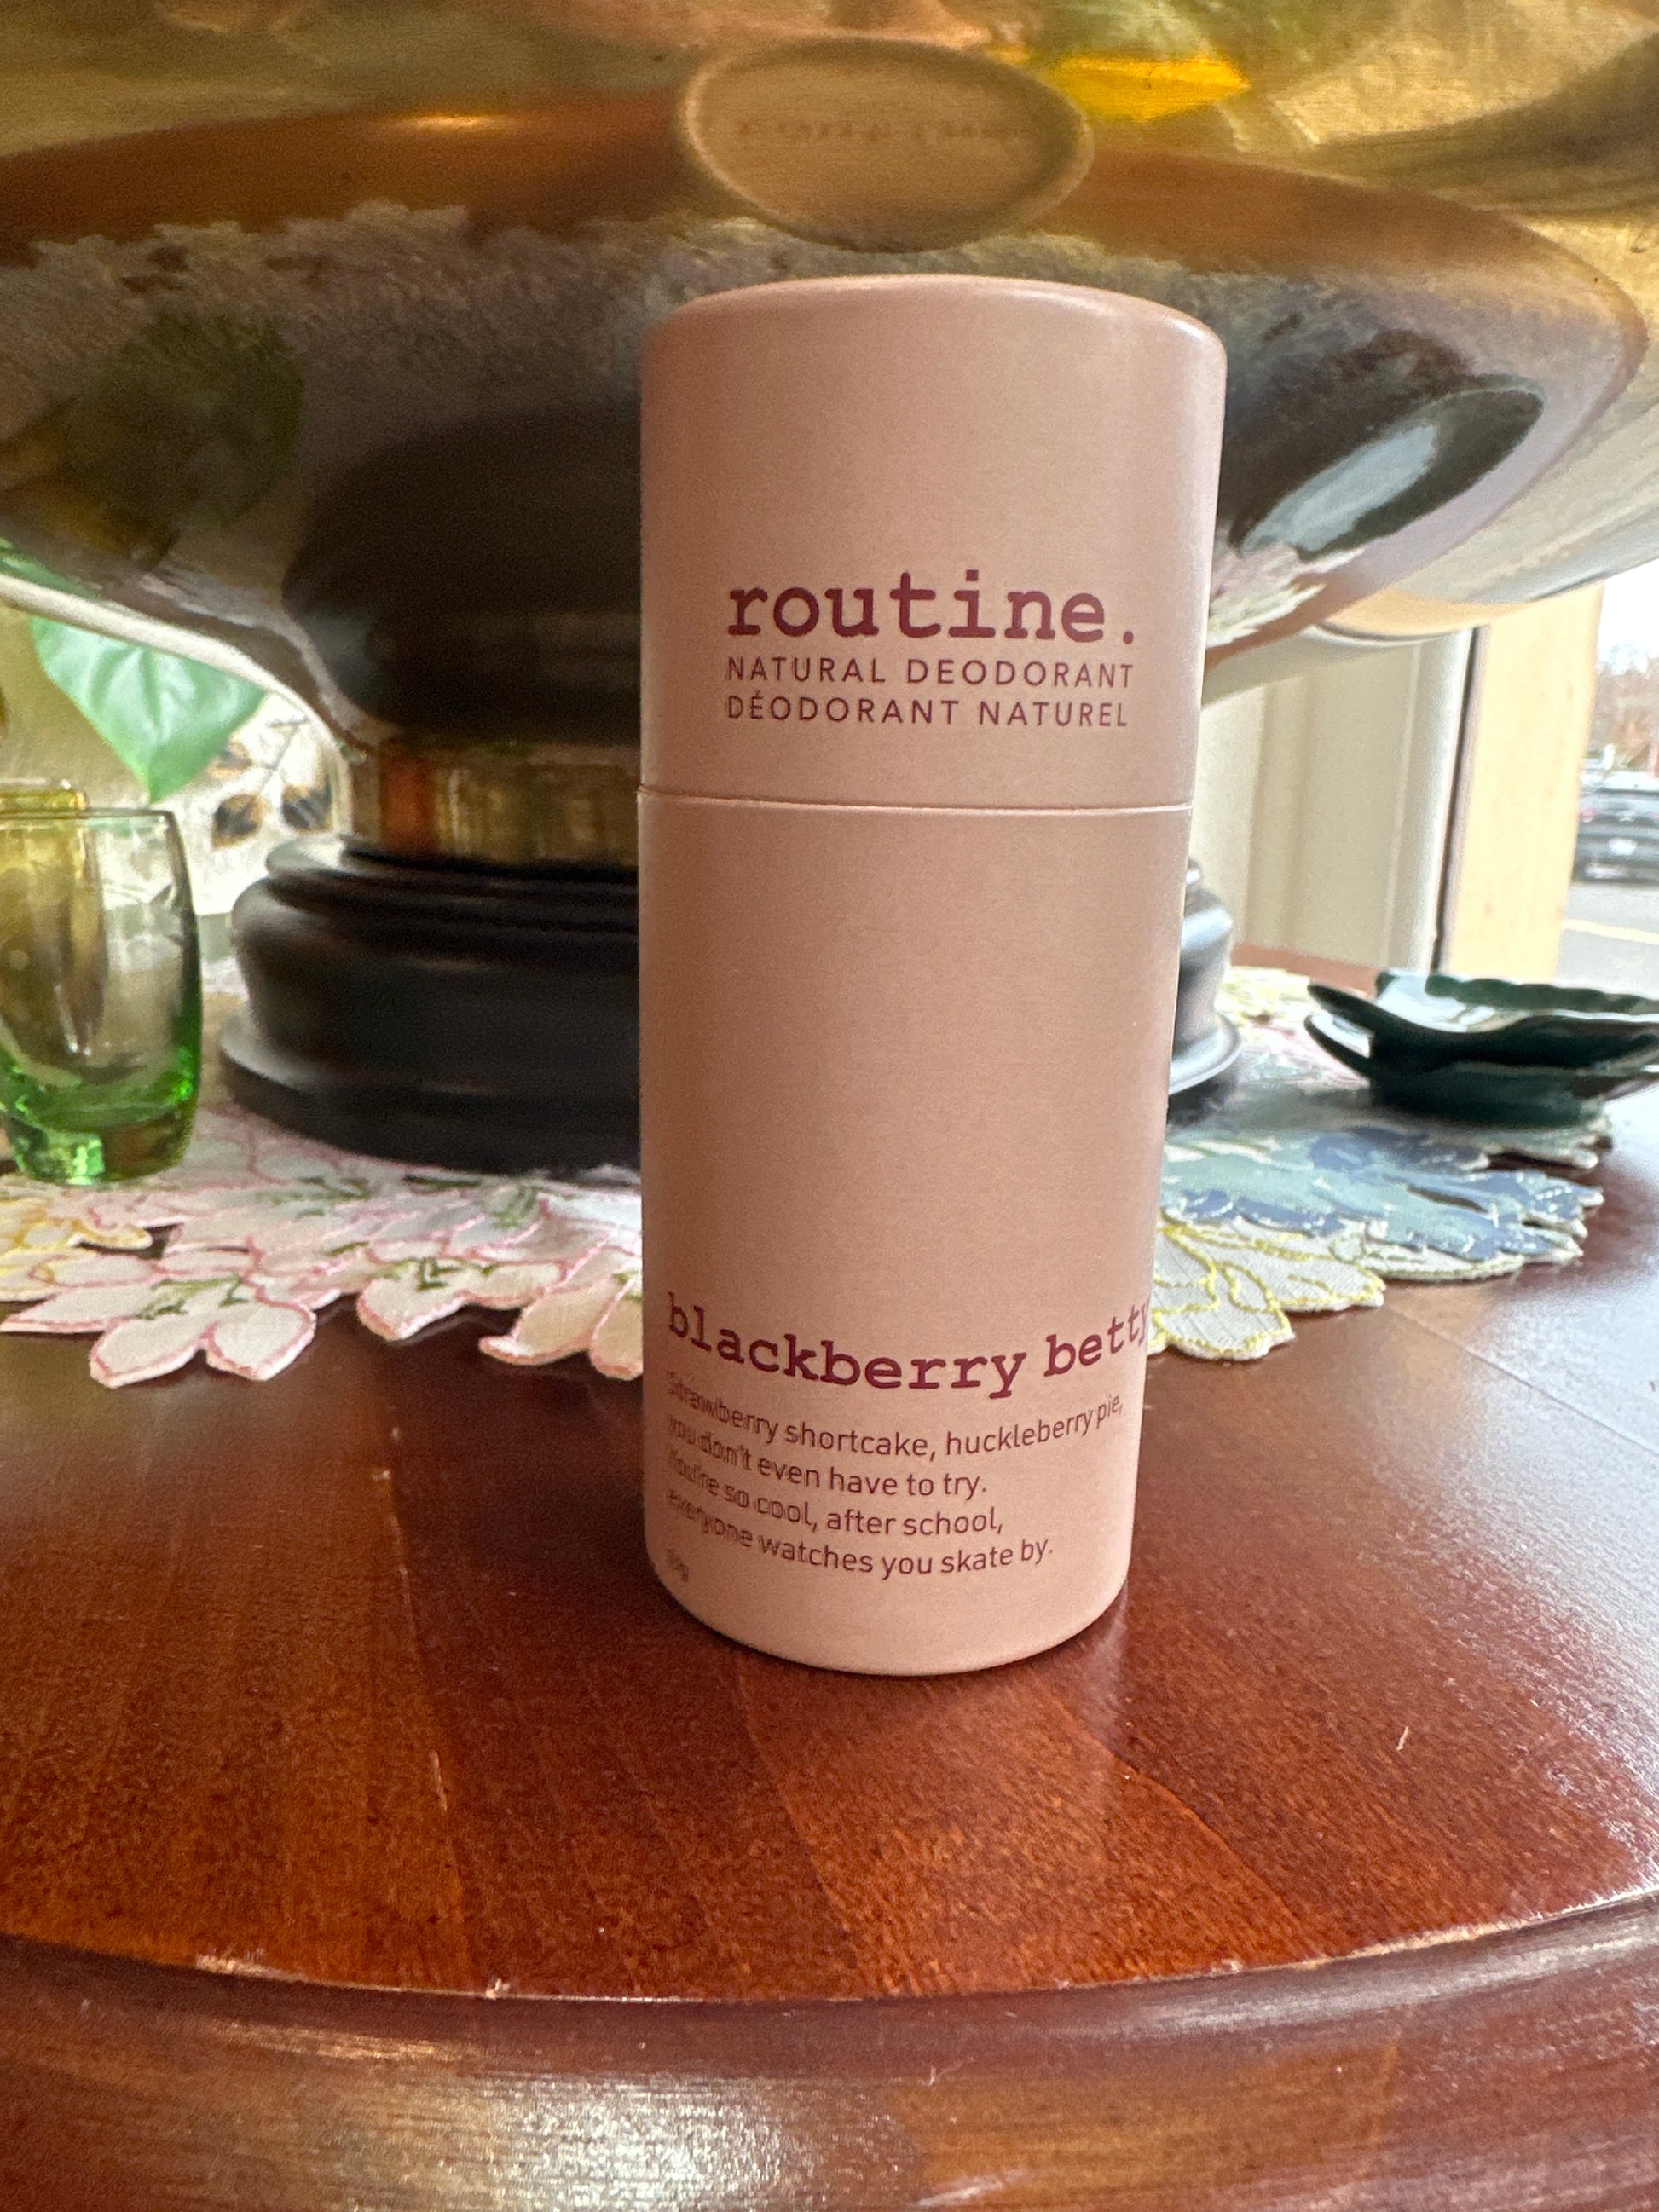 routine.
NATURAL DEODORANT
DÉODORANT NATUREL
blackberry betty
Strawberry shortcake, huckleberry pie,
you don't even have to try.
You're so cool, after school,
everyone watches you skate by.